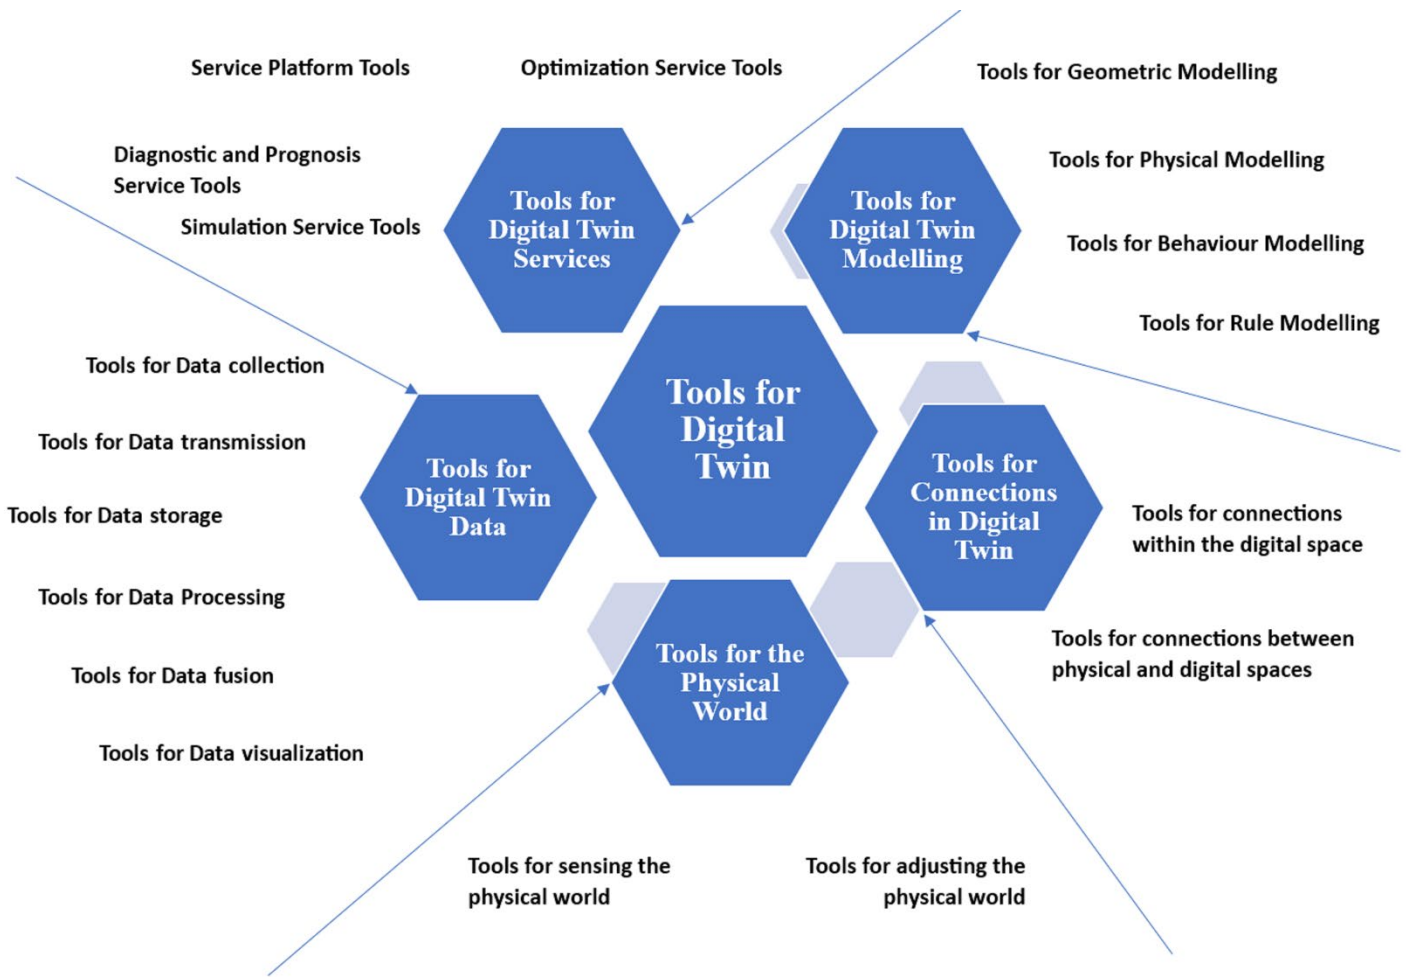 Service Platform Tools
Optimization Service Tools
Tools for Geometric Modelling
Diagnostic and Prognosis
Service Tools
Simulation Service Tools
Tools for
Digital Twin
Services
Tools for
Digital Twin
Modelling
Tools for Physical Modelling
Tools for Behaviour Modelling
Tools for Rule Modelling
Tools for
Digital
Twin
Tools for Data collection
Tools for Data transmission
Tools for Data storage
Tools for Data Processing
Tools for Data fusion
Tools for Data visualization
Tools for
Digital Twin
Data
Tools for
Connections
in Digital
Twin
Tools for connections
within the digital space
Tools for connections between
physical and digital spaces
Tools for the
Physical
World
Tools for sensing the
physical world
Tools for adjusting the
physical world